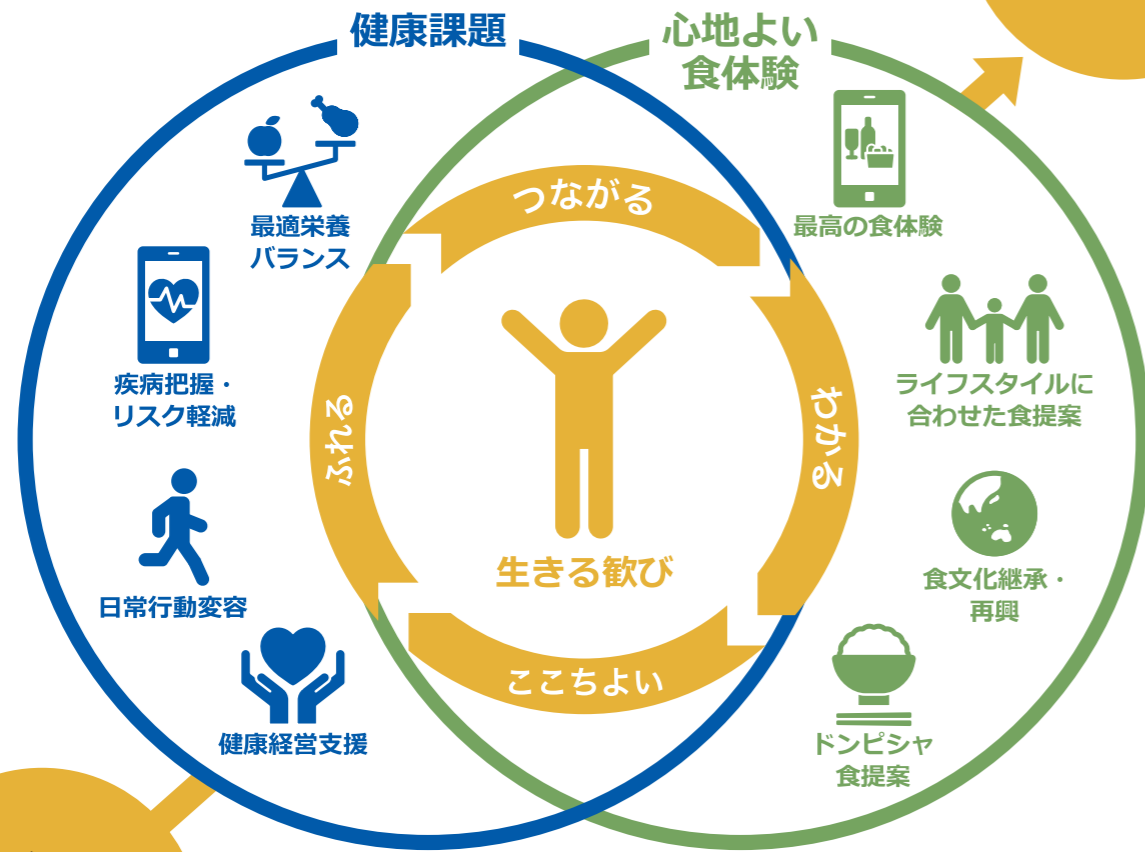 健康課題
心地よい
食体験
最適栄養
バランス
疾病把握・
リスク軽減
日常行動変容
健康経営支援
つながる
わかる
ここちよい
ふれる
生きる歓び
最高の食体験
ライフスタイルに
合わせた食提案
食文化継承・
再興
ドンピシャ
食提案